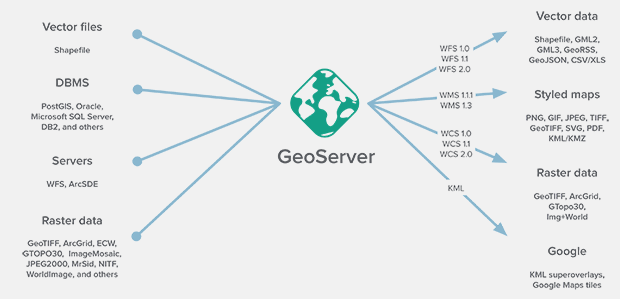 Vector files
Shapefile
DBMS
PostGIS, Oracle,
Microsoft SQL Server,
DB2, and others
Servers
WFS, ArcSDE
Raster data
GeoTIFF, ArcGrid, ECW,
GTOPO30, ImageMosaic,
JPEG2000, MrSid, NITF,
WorldImage, and others
GeoServer
WFS 1.0
WFS 1.1
WFS 2.0
WMS 1.1.1
WMS 1.3
WCS 1.0
WCS 1.1
WCS 2.0
KML
Vector data
Shapefile, GML2,
GML3, GeoRSS,
GeoJSON, CSV/XLS
Styled maps
PNG, GIF, JPEG, TIFF,
GeoTIFF, SVG, PDF,
KML/KMZ
Raster data
GeoTIFF, ArcGrid,
GTopo30,
Img+World
Google
KML superoverlays,
Google Maps tiles